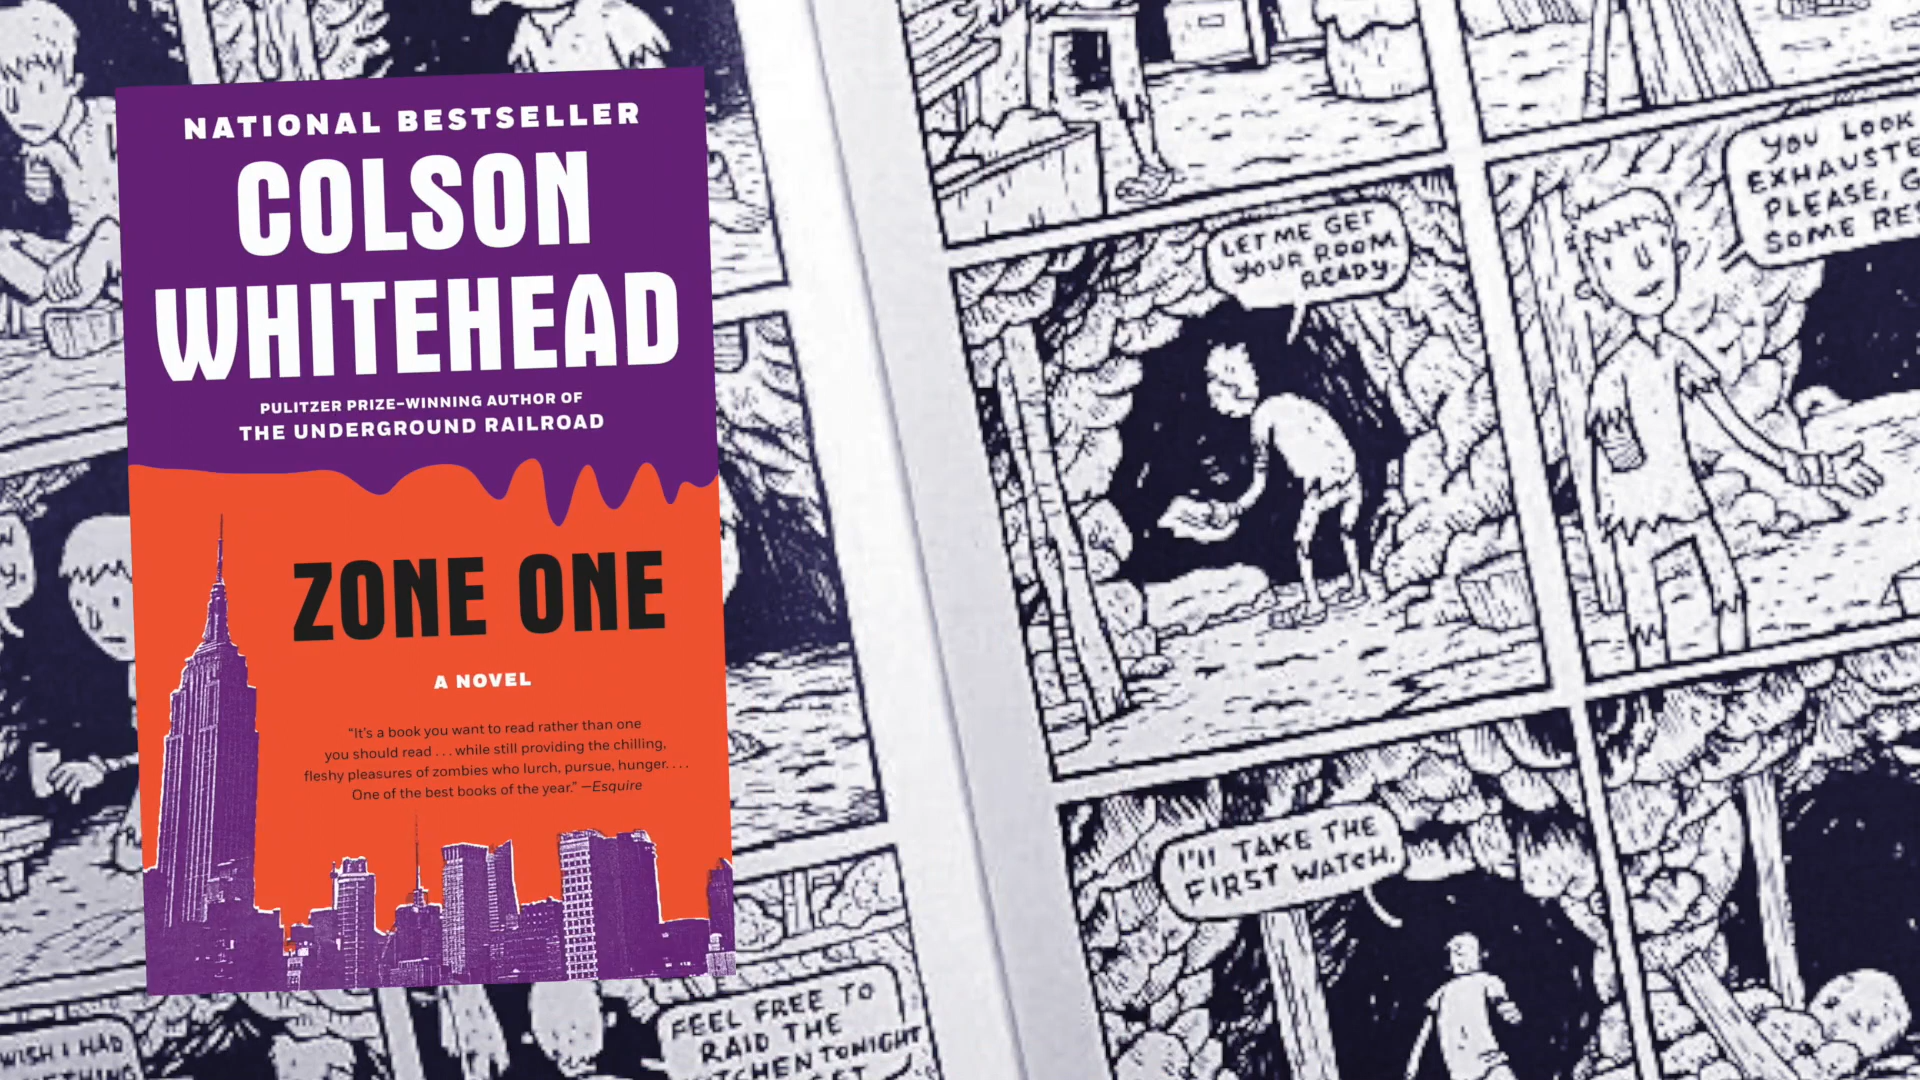 NATIONAL BESTSELLER
COLSON
WHITEHEAD
PULITZER PRIZE–WINNING AUTHOR OF
THE UNDERGROUND RAILROAD
ZONE ONE
A NOVEL
“It’s a book you want to read rather than one
you should read . . . while still providing the chilling,
fleshy pleasures of zombies who lurch, pursue, hunger. . . .
One of the best books of the year.” —Esquire
LET ME GET
YOUR ROOM
READY.
YOU LOOK
PLEASE,
SOME
I'll TAKE THE
FIRST WATCH.
FEEL FREE TO
RAID THE
TONIGHT
WISH I HAD